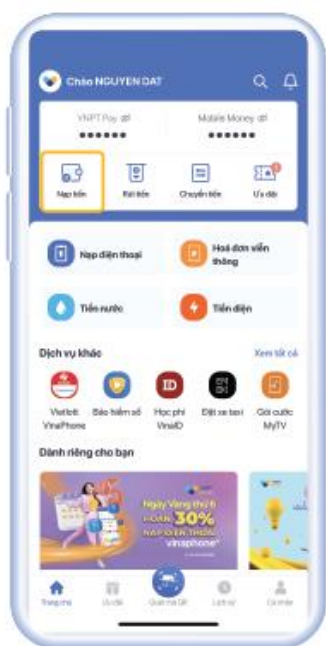 Chào NGUYEN DAT
VNPT Pay
Mobile Money
Nạp tiền
Rút tiền
Chuyển tiền
Ưu đãi
Nạp điện thoại
Hoá đơn viễn
thông
Tiền nước
Tiền điện
Dịch vụ khác
Xem tất cả
Vietlott
VinaPhone
Bảo hiểm số
ID
Học phí
VinaID
Đặt xe taxi
Gói cước
MyTV
Dành riêng cho bạn
Ngày Vàng thứ 6
HOÀN 30%
NẠP ĐIỆN THOẠI
vinaphone
Trang chủ
Ưu đãi
Quét mã QR
Lịch sử
Cá nhân